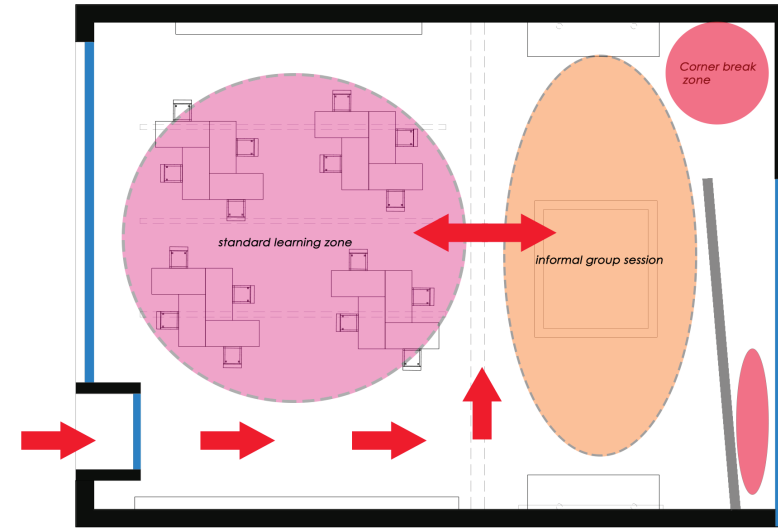 Corner break
zone
standard learning zone
informal group session